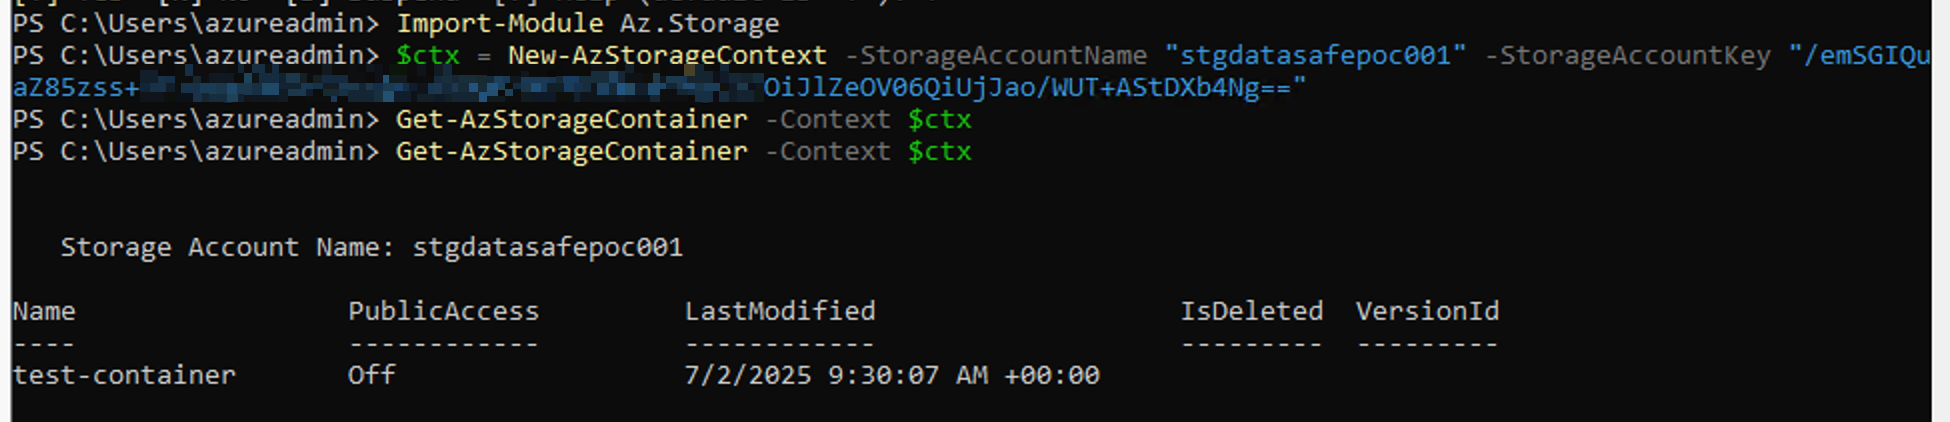 PS C:\Users\azureadmin> Import-Module Az.Storage
PS C:\Users\azureadmin> $ctx = New-AzStorageContext -StorageAccountName "stgdatasafepoc001" -StorageAccountKey "/emSGIQu
aZ85zss+ OiJlZeOV06QiUjJao/WUT+AStDXb4Ng=="
PS C:\Users\azureadmin> Get-AzStorageContainer -Context $ctx
PS C:\Users\azureadmin> Get-AzStorageContainer -Context $ctx
Storage Account Name: stgdatasafepoc001
Name PublicAccess LastModified IsDeleted VersionId
---- ------------ ------------ --------- ---------
test-container Off 7/2/2025 9:30:07 AM +00:00